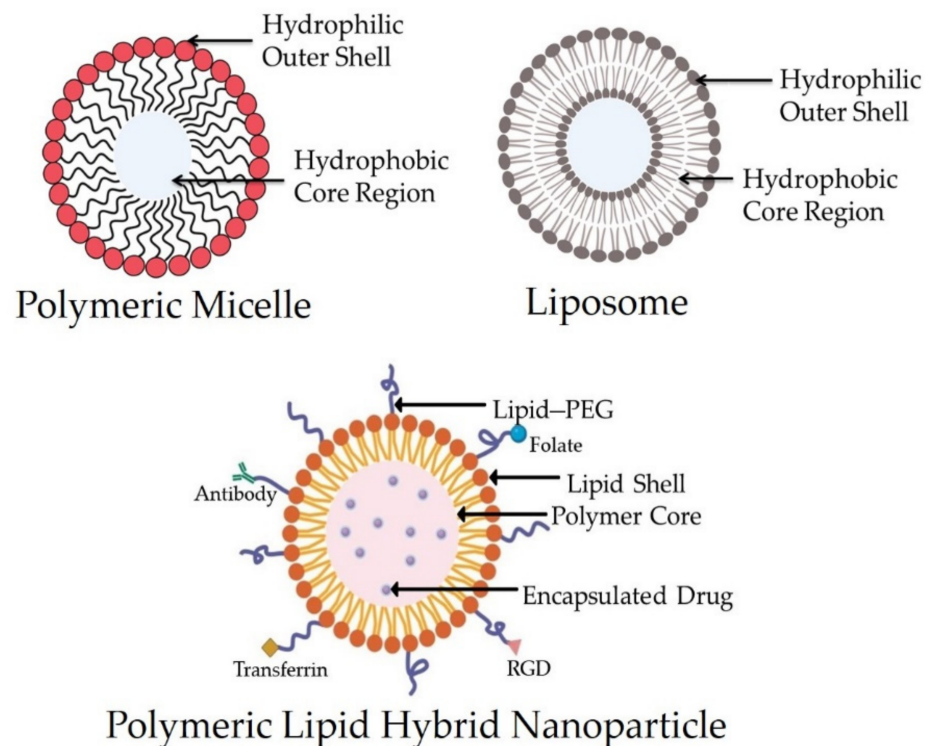 Hydrophilic
Outer Shell
Hydrophobic
Core Region
Polymeric Micelle
Hydrophilic
Outer Shell
Hydrophobic
Core Region
Liposome
Lipid–PEG
Folate
Antibody
Lipid Shell
Polymer Core
Encapsulated Drug
Transferrin
RGD
Polymeric Lipid Hybrid Nanoparticle